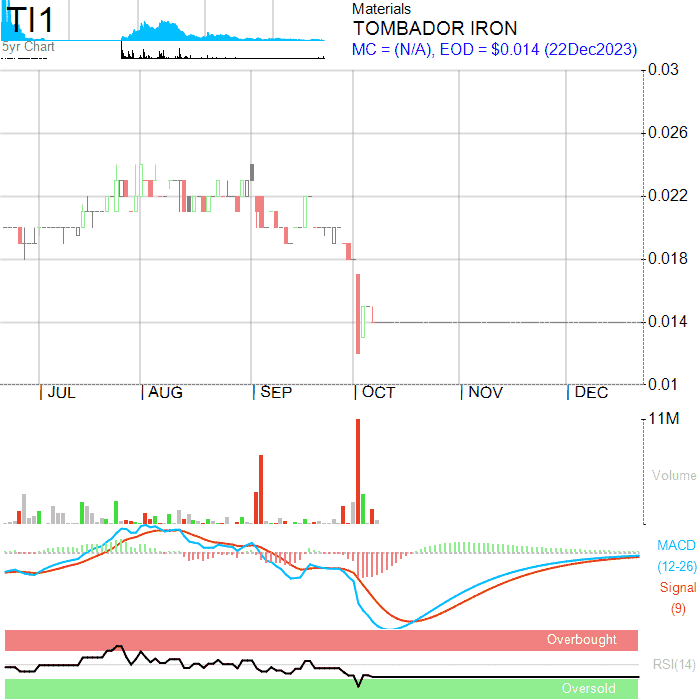 TI1
Materials
TOMBADOR IRON
5yr Chart
MC = (N/A), EOD = $0.014 (22Dec2023)
0.03
0.026
0.022
0.018
0.014
0.01
JUL AUG SEP OCT NOV DEC
11M
Volume
MACD
(12-26)
Signal
(9)
Overbought
RSI(14)
Oversold